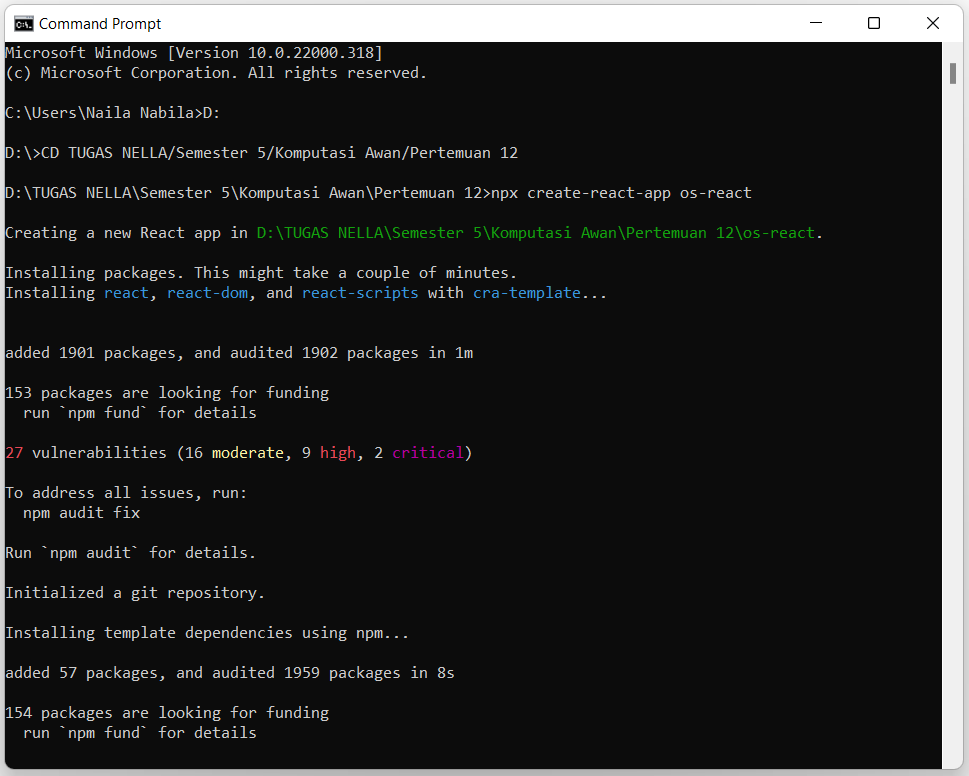 Command Prompt
Microsoft Windows [Version 10.0.22000.318]
(c) Microsoft Corporation. All rights reserved.
C:\Users\Naila Nabila>D:
D:\>CD TUGAS NELLA/Semester 5/Komputasi Awan/Pertemuan 12
D:\TUGAS NELLA\Semester 5\Komputasi Awan\Pertemuan 12>npx create-react-app os-react
Creating a new React app in D:\TUGAS NELLA\Semester 5\Komputasi Awan\Pertemuan 12\os-react.
Installing packages. This might take a couple of minutes.
Installing react, react-dom, and react-scripts with cra-template...
added 1901 packages, and audited 1902 packages in 1m
153 packages are looking for funding
  run `npm fund` for details
27 vulnerabilities (16 moderate, 9 high, 2 critical)
To address all issues, run:
  npm audit fix
Run `npm audit` for details.
Initialized a git repository.
Installing template dependencies using npm...
added 57 packages, and audited 1959 packages in 8s
154 packages are looking for funding
  run `npm fund` for details